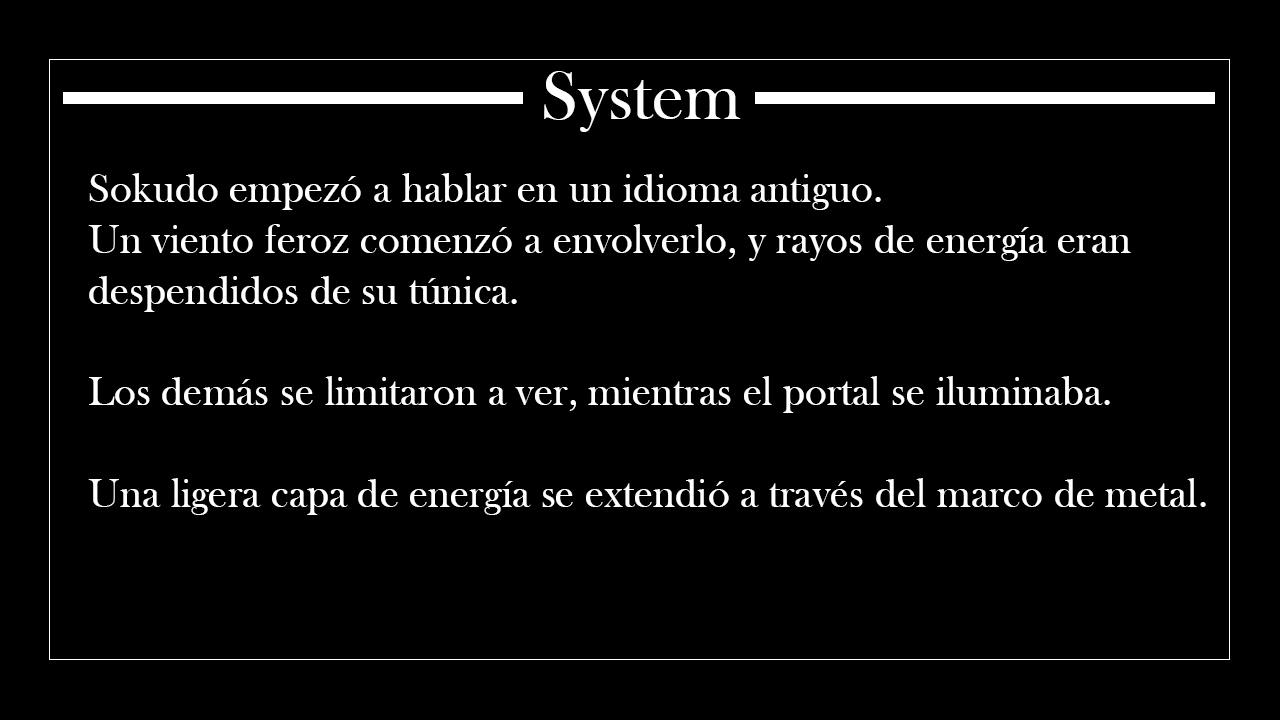 System
Sokudo empezó a hablar en un idioma antiguo.
Un viento feroz comenzó a envolverlo, y rayos de energía eran
despendidos de su túnica.
Los demás se limitaron a ver, mientras el portal se iluminaba.
Una ligera capa de energía se extendió a través del marco de metal.